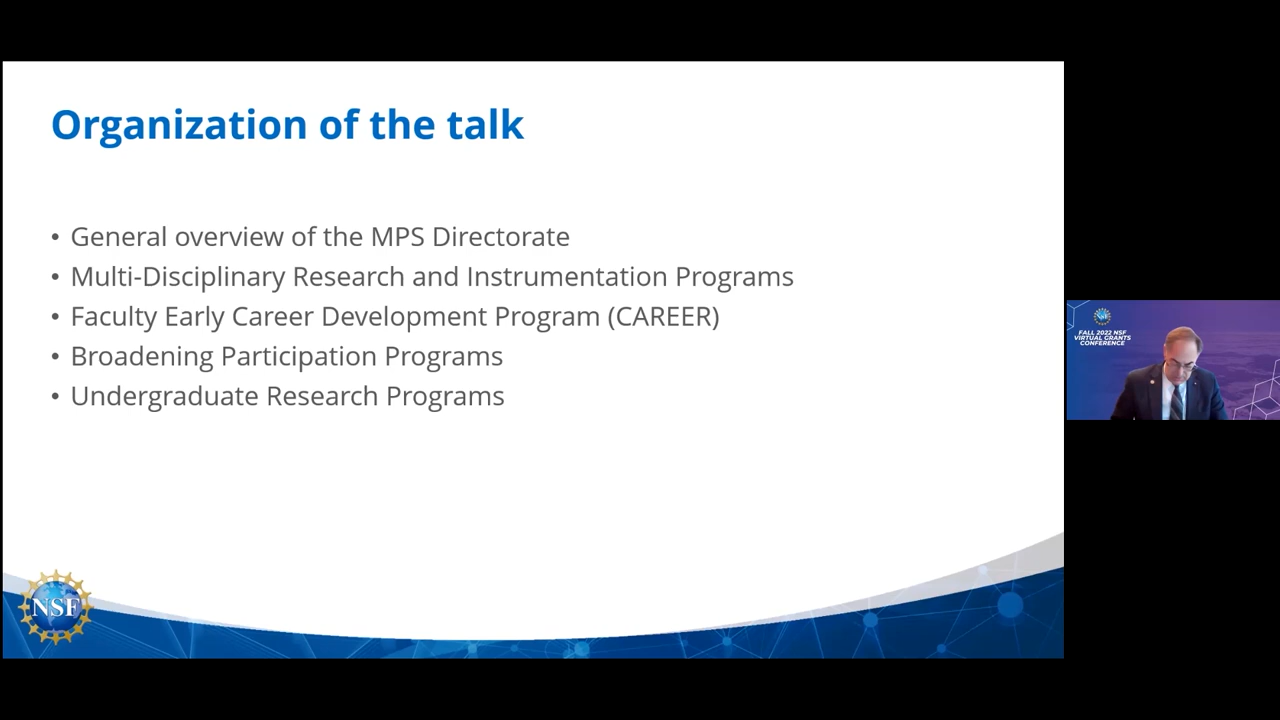 Organization of the talk
• General overview of the MPS Directorate
• Multi-Disciplinary Research and Instrumentation Programs
• Faculty Early Career Development Program (CAREER)
• Broadening Participation Programs
• Undergraduate Research Programs
NSF
FALL 2022 NSF
VIRTUAL GRANTS
CONFERENCE